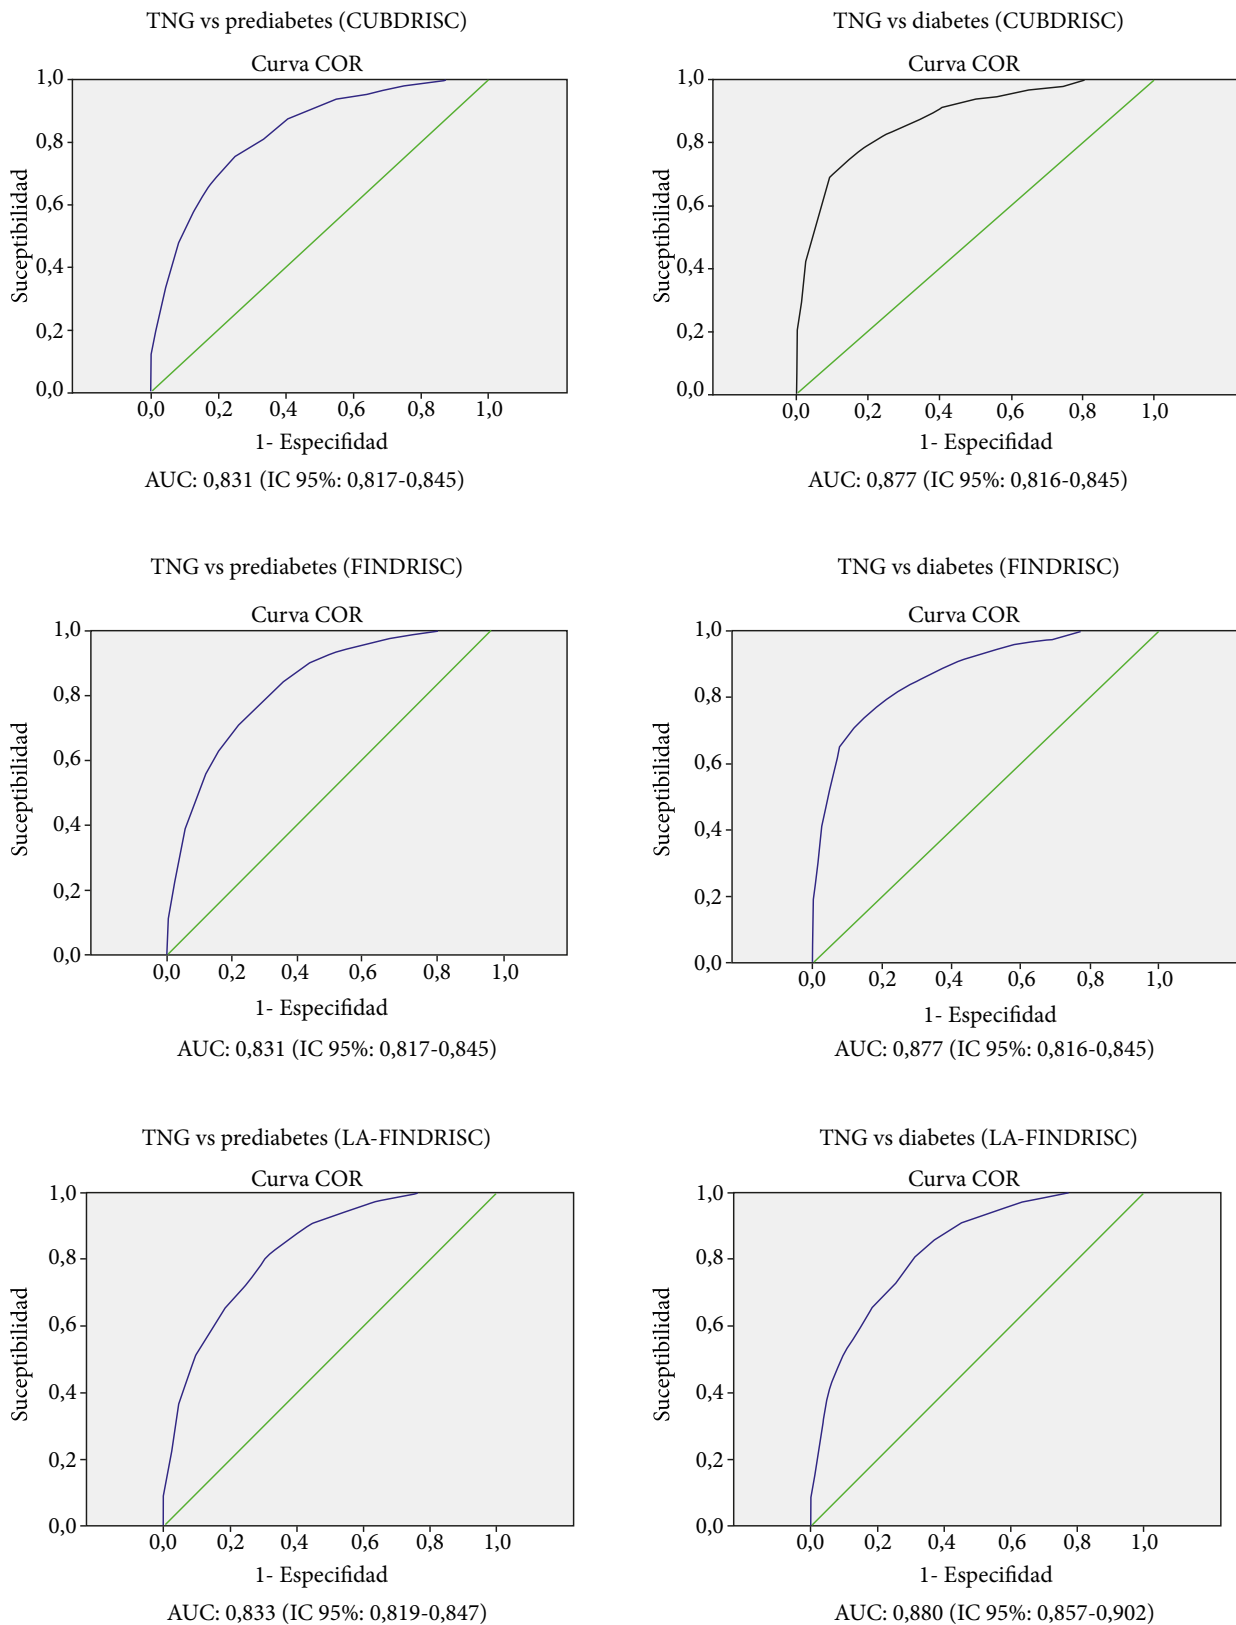 TNG vs prediabetes (CUBDRISC)
Curva COR
1,0
0,8
0,6
0,4
0,2
0,0
Suceptibilidad
0,0 0,2 0,4 0,6 0,8 1,0
1- Especifidad
AUC: 0,831 (IC 95%: 0,817-0,845)
TNG vs diabetes (CUBDRISC)
Curva COR
1,0
0,8
0,6
0,4
0,2
0,0
Suceptibilidad
0,0 0,2 0,4 0,6 0,8 1,0
1- Especifidad
AUC: 0,877 (IC 95%: 0,816-0,845)
TNG vs prediabetes (FINDRISC)
Curva COR
1,0
0,8
0,6
0,4
0,2
0,0
Suceptibilidad
0,0 0,2 0,4 0,6 0,8 1,0
1- Especifidad
AUC: 0,831 (IC 95%: 0,817-0,845)
TNG vs diabetes (FINDRISC)
Curva COR
1,0
0,8
0,6
0,4
0,2
0,0
Suceptibilidad
0,0 0,2 0,4 0,6 0,8 1,0
1- Especifidad
AUC: 0,877 (IC 95%: 0,816-0,845)
TNG vs prediabetes (LA-FINDRISC)
Curva COR
1,0
0,8
0,6
0,4
0,2
0,0
Suceptibilidad
0,0 0,2 0,4 0,6 0,8 1,0
1- Especifidad
AUC: 0,833 (IC 95%: 0,819-0,847)
TNG vs diabetes (LA-FINDRISC)
Curva COR
1,0
0,8
0,6
0,4
0,2
0,0
Suceptibilidad
0,0 0,2 0,4 0,6 0,8 1,0
1- Especifidad
AUC: 0,880 (IC 95%: 0,857-0,902)